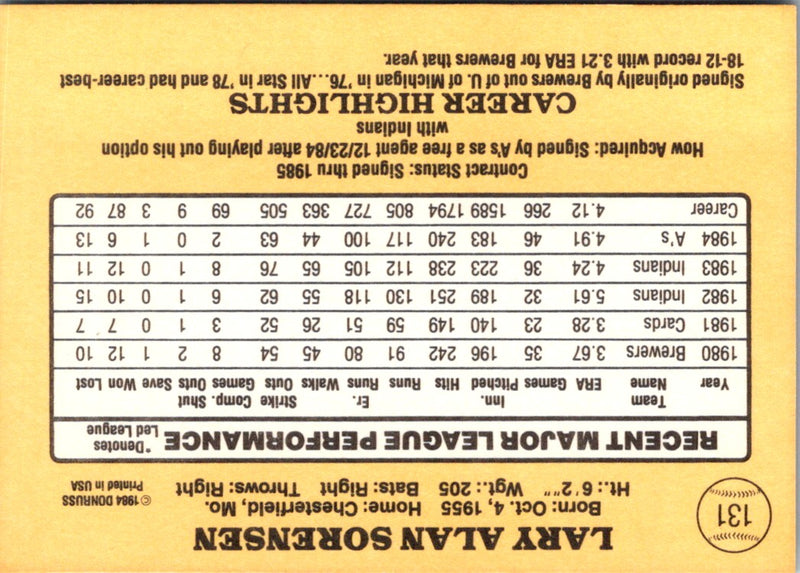 131
LARY ALAN SORENSEN
Born: Oct. 4, 1955 Home: Chesterfield, Mo.
Ht.: 6'2"" Wgt.: 205 Bats: Right Throws: Right
©1984 DONRUSS
Printed in USA
RECENT MAJOR LEAGUE PERFORMANCE
*Denotes
Led League
Team Inn. Er. Strike Comp. Shut
Year Name ERA Games Pitched Hits Runs Runs Walks Outs Games Outs Save Won Lost
1980 Brewers 3.67 35 196 242 91 80 45 54 8 2 1 12 10
1981 Cards 3.28 23 140 149 59 51 26 52 3 1 0 7 7
1982 Indians 5.61 32 189 251 130 118 55 62 6 1 0 10 15
1983 Indians 4.24 36 223 238 112 105 65 76 8 1 0 12 11
1984 A's 4.91 46 183 240 117 100 44 63 2 0 1 6 13
Career 4.12 266 1589 1794 805 727 363 505 69 9 3 87 92
Contract Status: Signed thru 1985
How Acquired: Signed by A's as a free agent 12/23/84 after playing out his option
with Indians
CAREER HIGHLIGHTS
Signed originally by Brewers out of U. of Michigan in '76...All Star in '78 and had career-best
18-12 record with 3.21 ERA for Brewers that year.